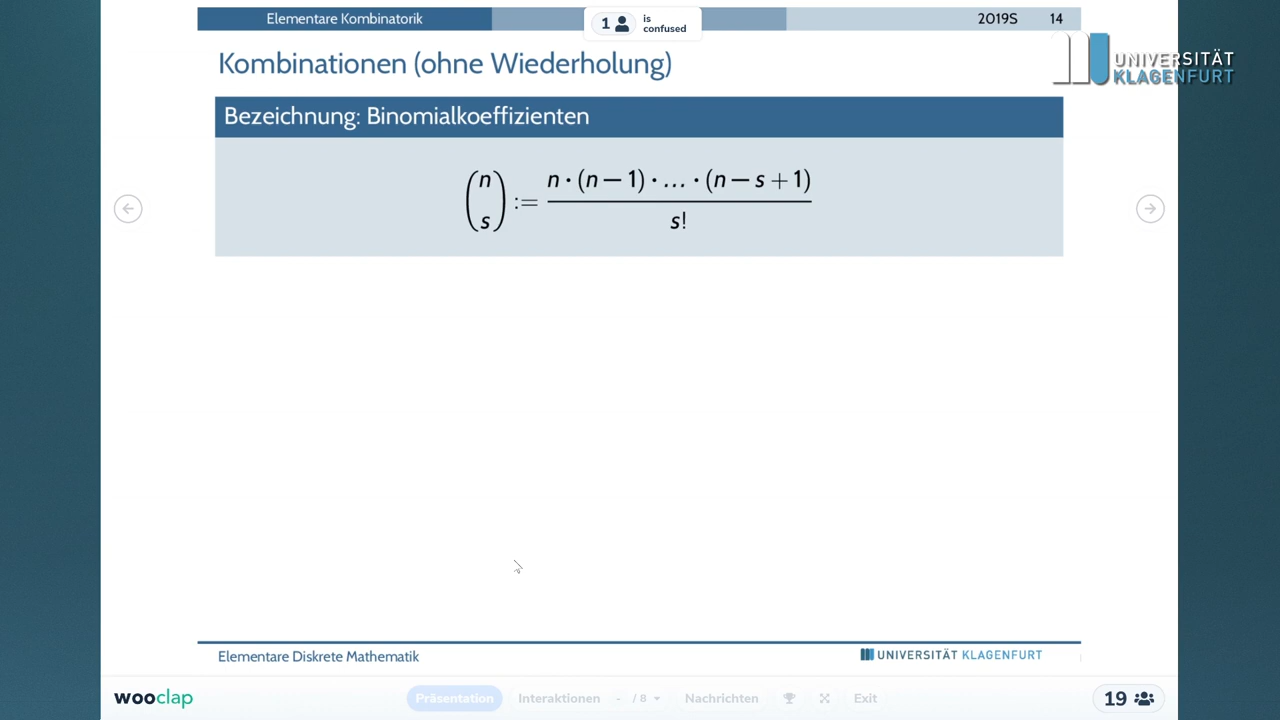 Elementare Kombinatorik
1 is confused
2019S 14
Kombinationen (ohne Wiederholung)
UNIVERSITÄT
KLAGENFURT
Bezeichnung: Binomialkoeffizienten
(n s) := n · (n − 1) · … · (n − s + 1) / s!
Elementare Diskrete Mathematik
UNIVERSITÄT KLAGENFURT
wooclap
Präsentation Interaktionen - / 8 Nachrichten Exit
19